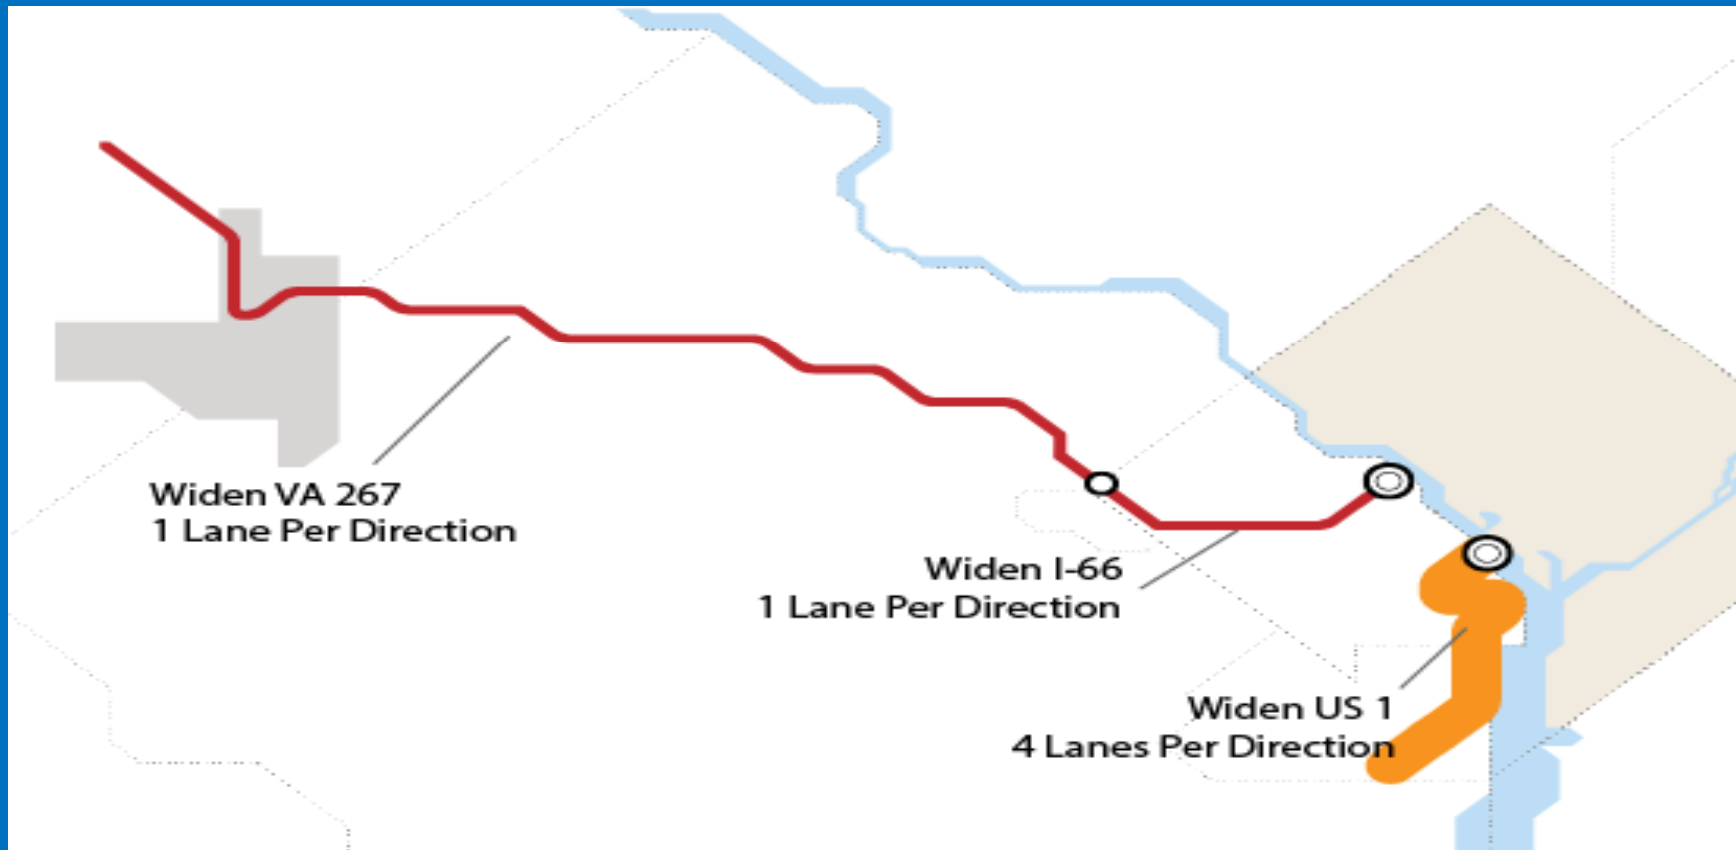 Widen VA 267
1 Lane Per Direction
Widen I-66
1 Lane Per Direction
Widen US 1
4 Lanes Per Direction